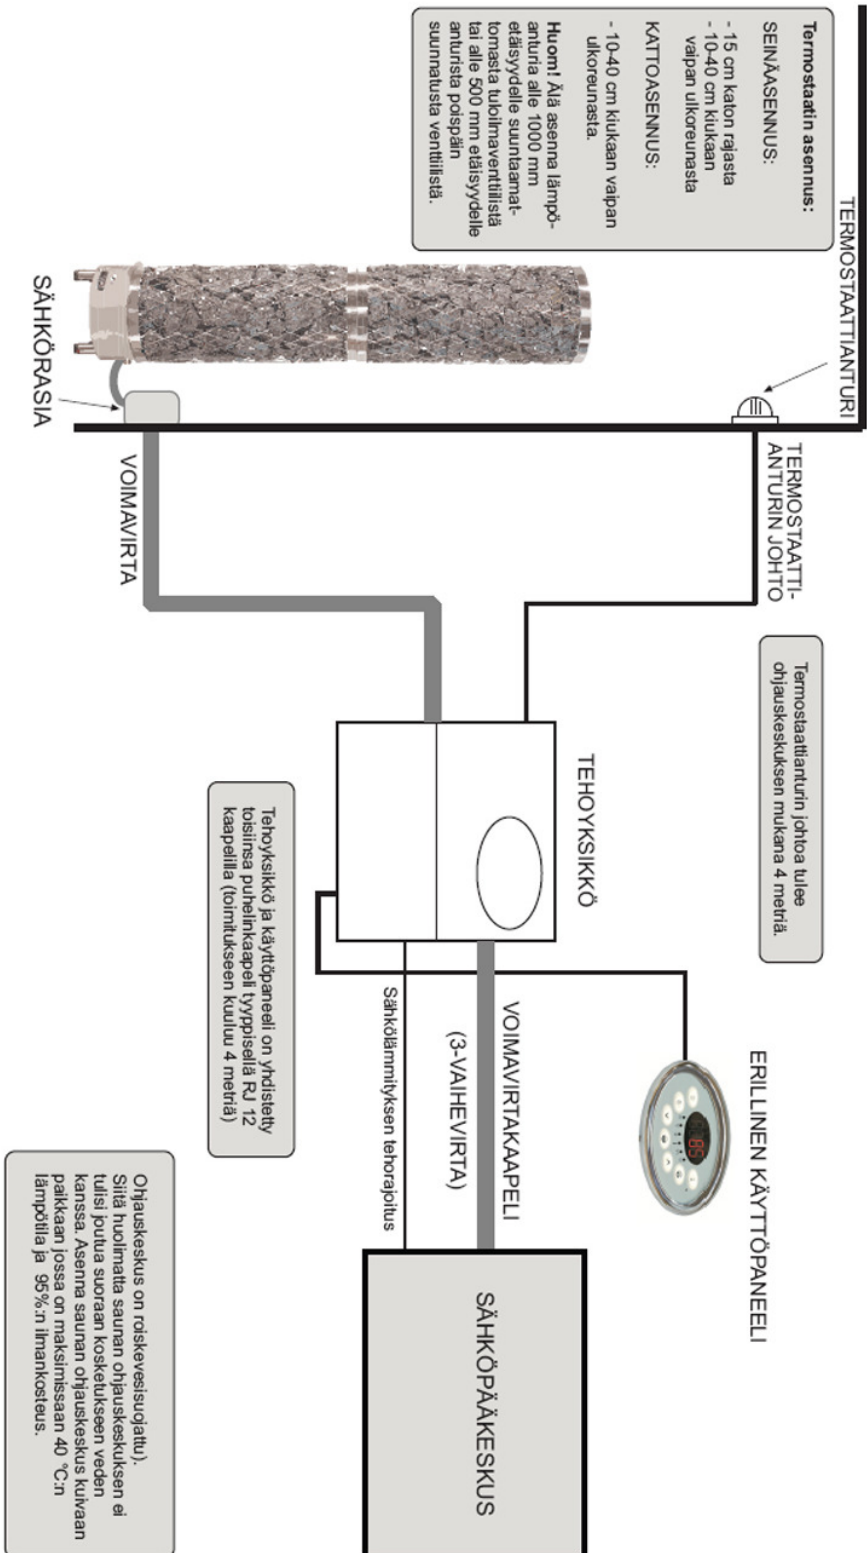 Termostaatin asennus:
SEINÄASENNUS:
- 15 cm katon rajasta
- 10-40 cm kiukaan
vaipan ulkoreunasta
KATTOASENNUS:
- 10-40 cm kiukaan vaipan
ulkoreunasta.
Huom! Älä asenna lämpö-
anturia alle 1000 mm
etäisyydelle suuntaamat-
tomasta tuloilmaventtiilistä
tai alle 500 mm etäisyydelle
anturista poispäin
suunnatusta venttiilistä.
TERMOSTAATTIANTURI
TERMOSTAATTI-
ANTURIN JOHTO
Termostaattianturin johtoa tulee
ohjauskeskuksen mukana 4 metriä.
SÄHKÖRASIA
VOIMAVIRTA
TEHOYKSIKKÖ
Tehoyksikkö ja käyttöpaneeli on yhdistetty
toisiinsa puhelinkaapeli tyyppisellä RJ 12
kaapelilla (toimitukseen kuuluu 4 metriä)
ERILLINEN KÄYTTÖPANEELI
85
VOIMAVIRTAKAAPELI
(3-VAIHEVIRTA)
Sähkölämmityksen tehorajoitus
SÄHKÖPÄÄKESKUS
Ohjauskeskus on roiskevesisuojattu).
Siitä huolimatta saunan ohjauskeskuksen ei
tulisi joutua suoraan kosketukseen veden
kanssa. Asenna saunan ohjauskeskus kuivaan
paikkaan jossa on maksimissaan 40 °C:n
lämpötila ja 95%:n ilmankosteus.